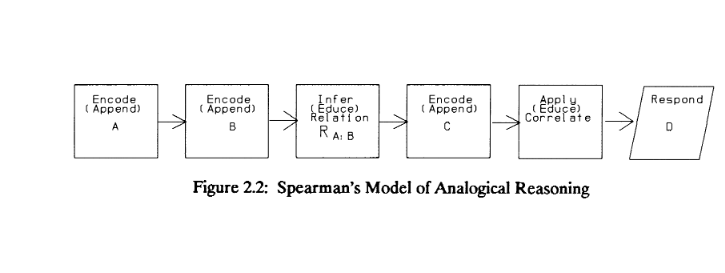 Encode
(Append)
A
Encode
(Append)
B
Infer
(Educe)
Relation
R A:B
Encode
(Append)
C
Apply
(Educe)
Correlate
Respond
D
Figure 2.2: Spearman's Model of Analogical Reasoning